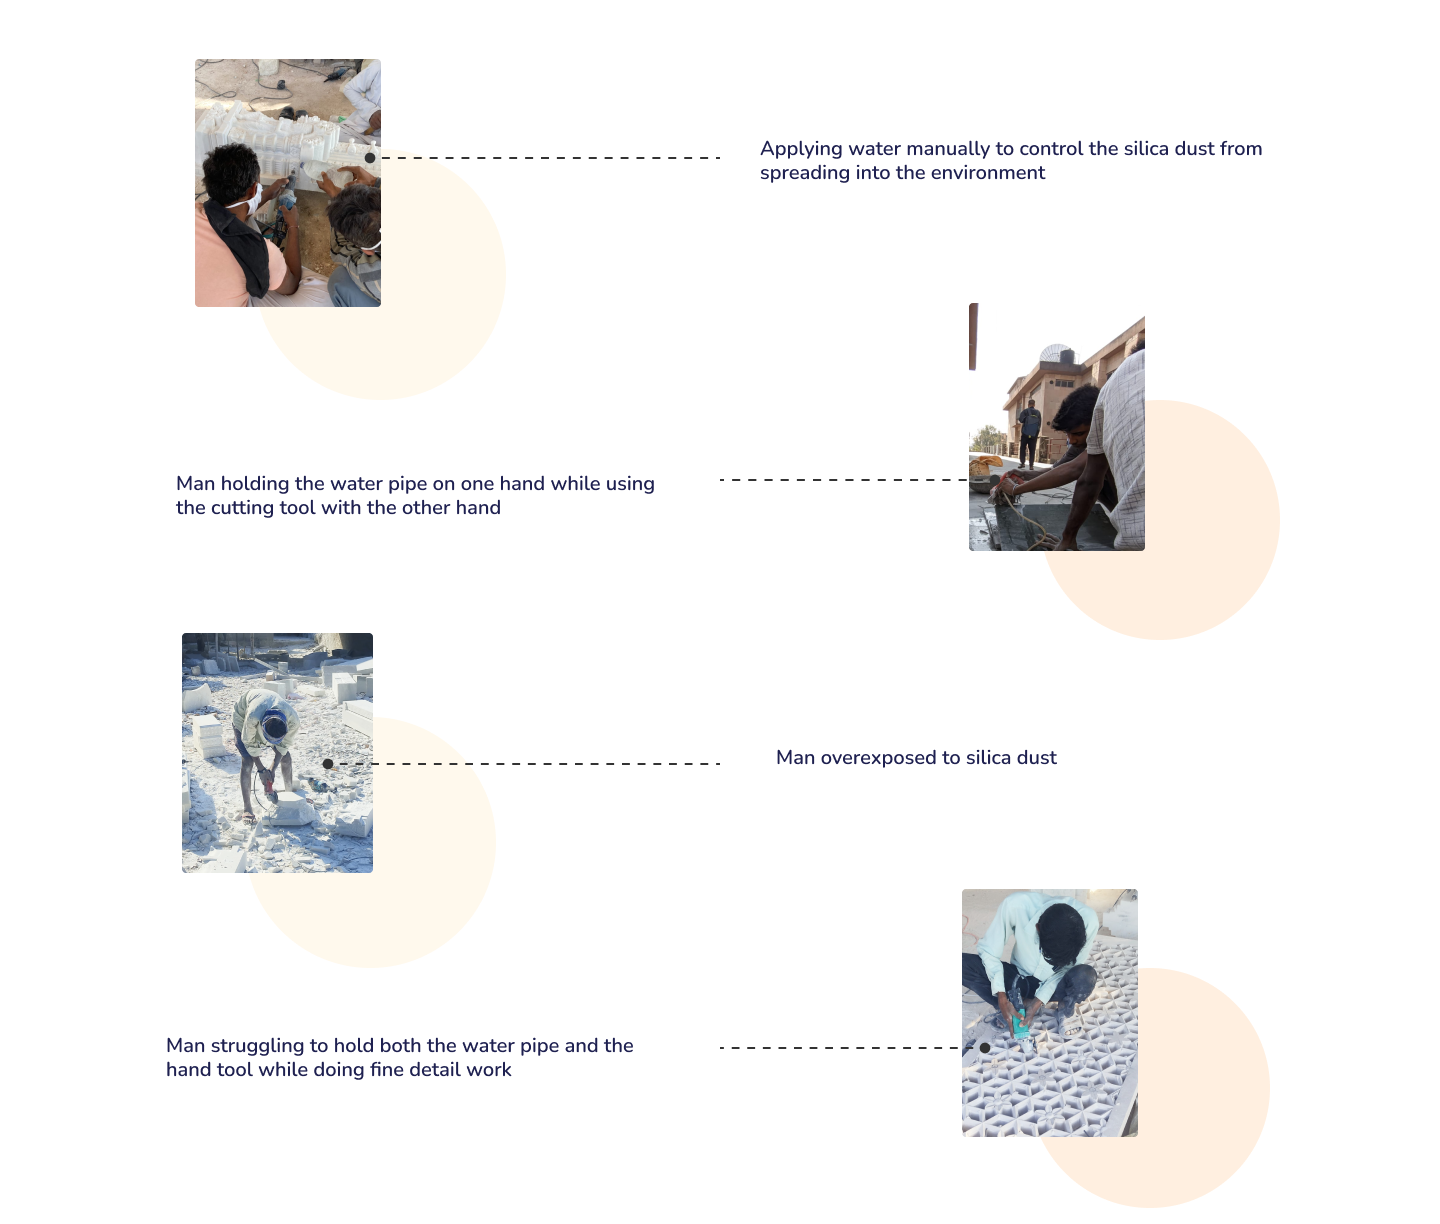 Applying water manually to control the silica dust from
spreading into the environment
Man holding the water pipe on one hand while using
the cutting tool with the other hand
Man overexposed to silica dust
Man struggling to hold both the water pipe and the
hand tool while doing fine detail work